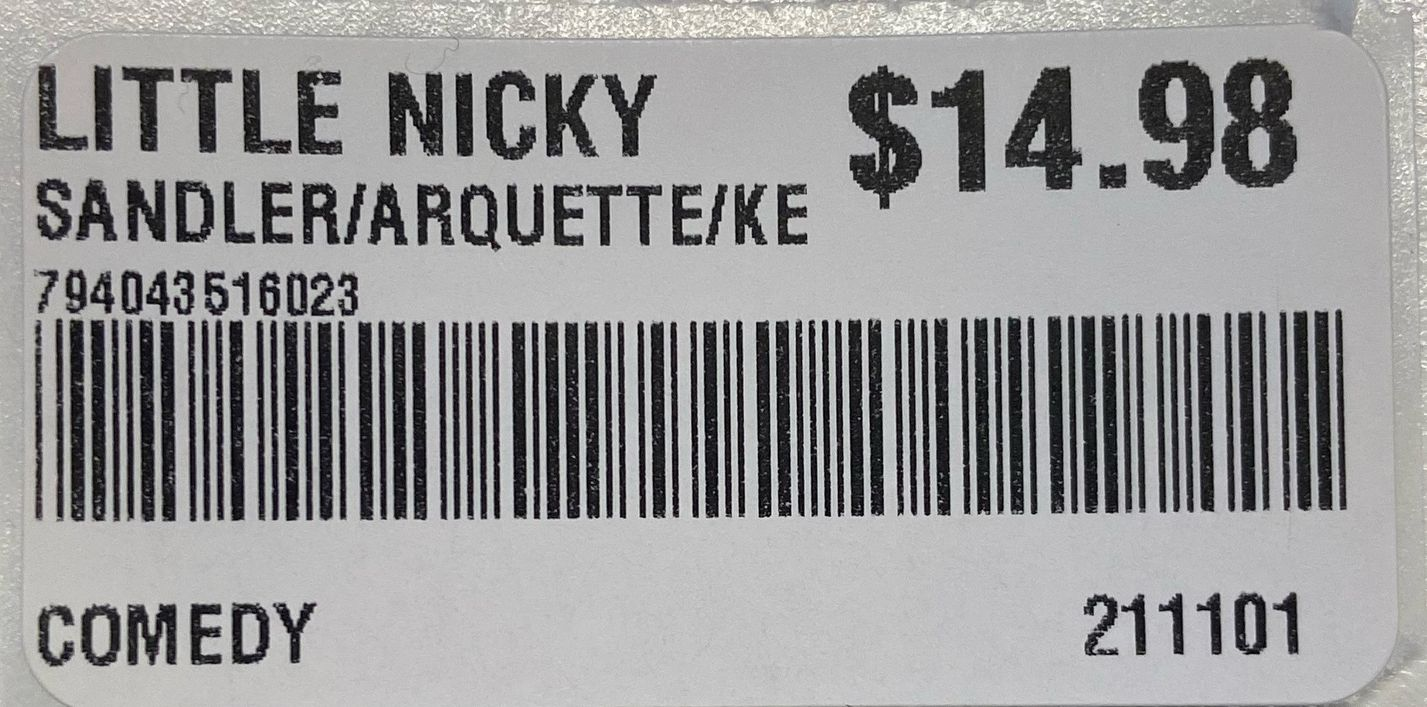 LITTLE NICKY $14.98
SANDLER/ARQUETTE/KE
794043516023
COMEDY 211101